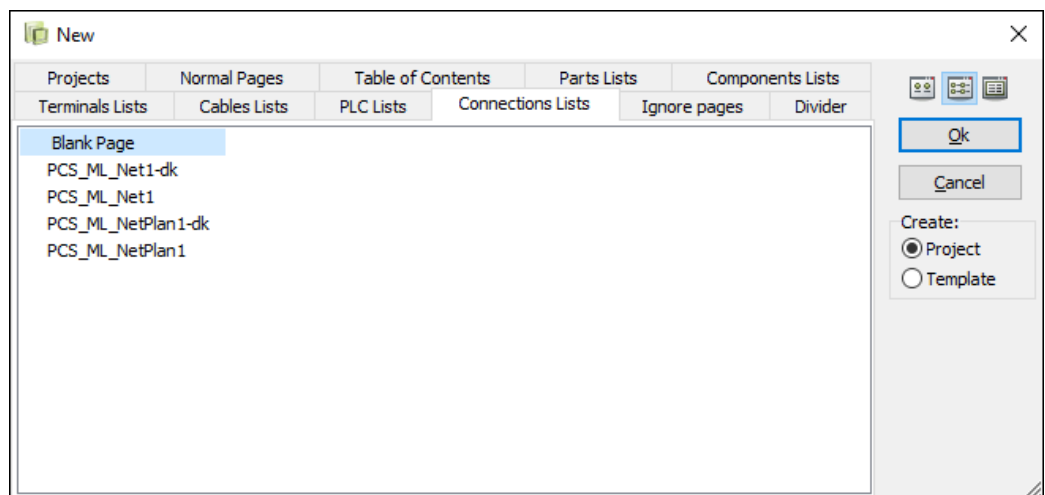 New
Projects Normal Pages Table of Contents Parts Lists Components Lists
Terminals Lists Cables Lists PLC Lists Connections Lists Ignore pages Divider
Blank Page
PCS_ML_Net1-dk
PCS_ML_Net1
PCS_ML_NetPlan1-dk
PCS_ML_NetPlan1
Ok
Cancel
Create:
Project
Template